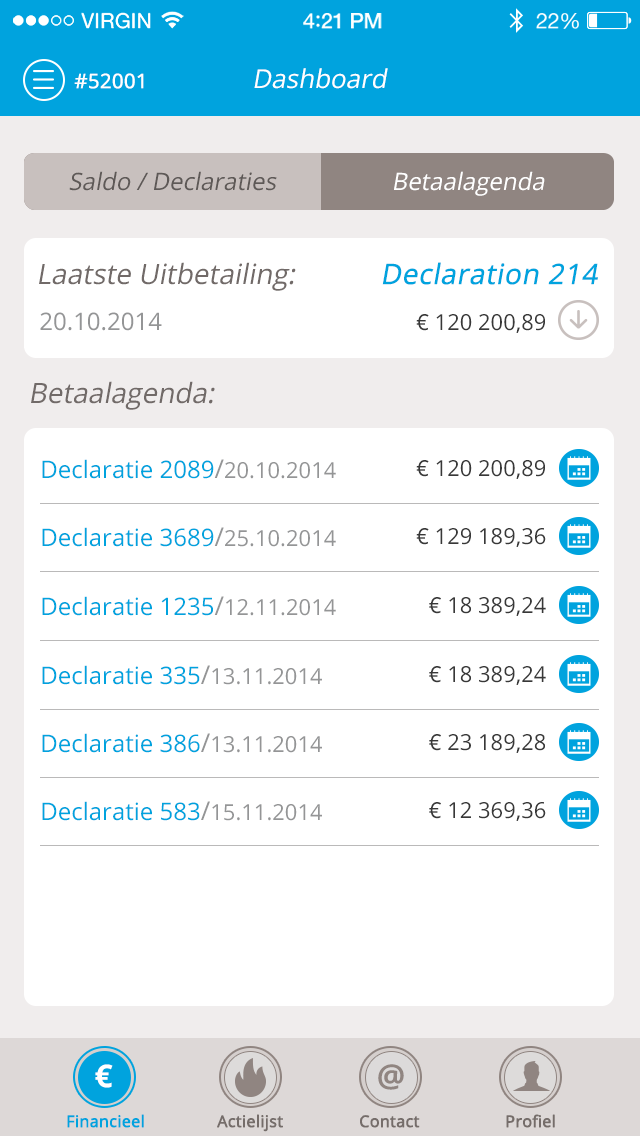 VIRGIN 4:21 PM 22%
#52001 Dashboard
Saldo / Declaraties Betaalagenda
Laatste Uitbetailing: Declaration 214
20.10.2014 € 120 200,89
Betaalagenda:
Declaratie 2089/20.10.2014 € 120 200,89
Declaratie 3689/25.10.2014 € 129 189,36
Declaratie 1235/12.11.2014 € 18 389,24
Declaratie 335/13.11.2014 € 18 389,24
Declaratie 386/13.11.2014 € 23 189,28
Declaratie 583/15.11.2014 € 12 369,36
€ @
Financieel Actielijst Contact Profiel